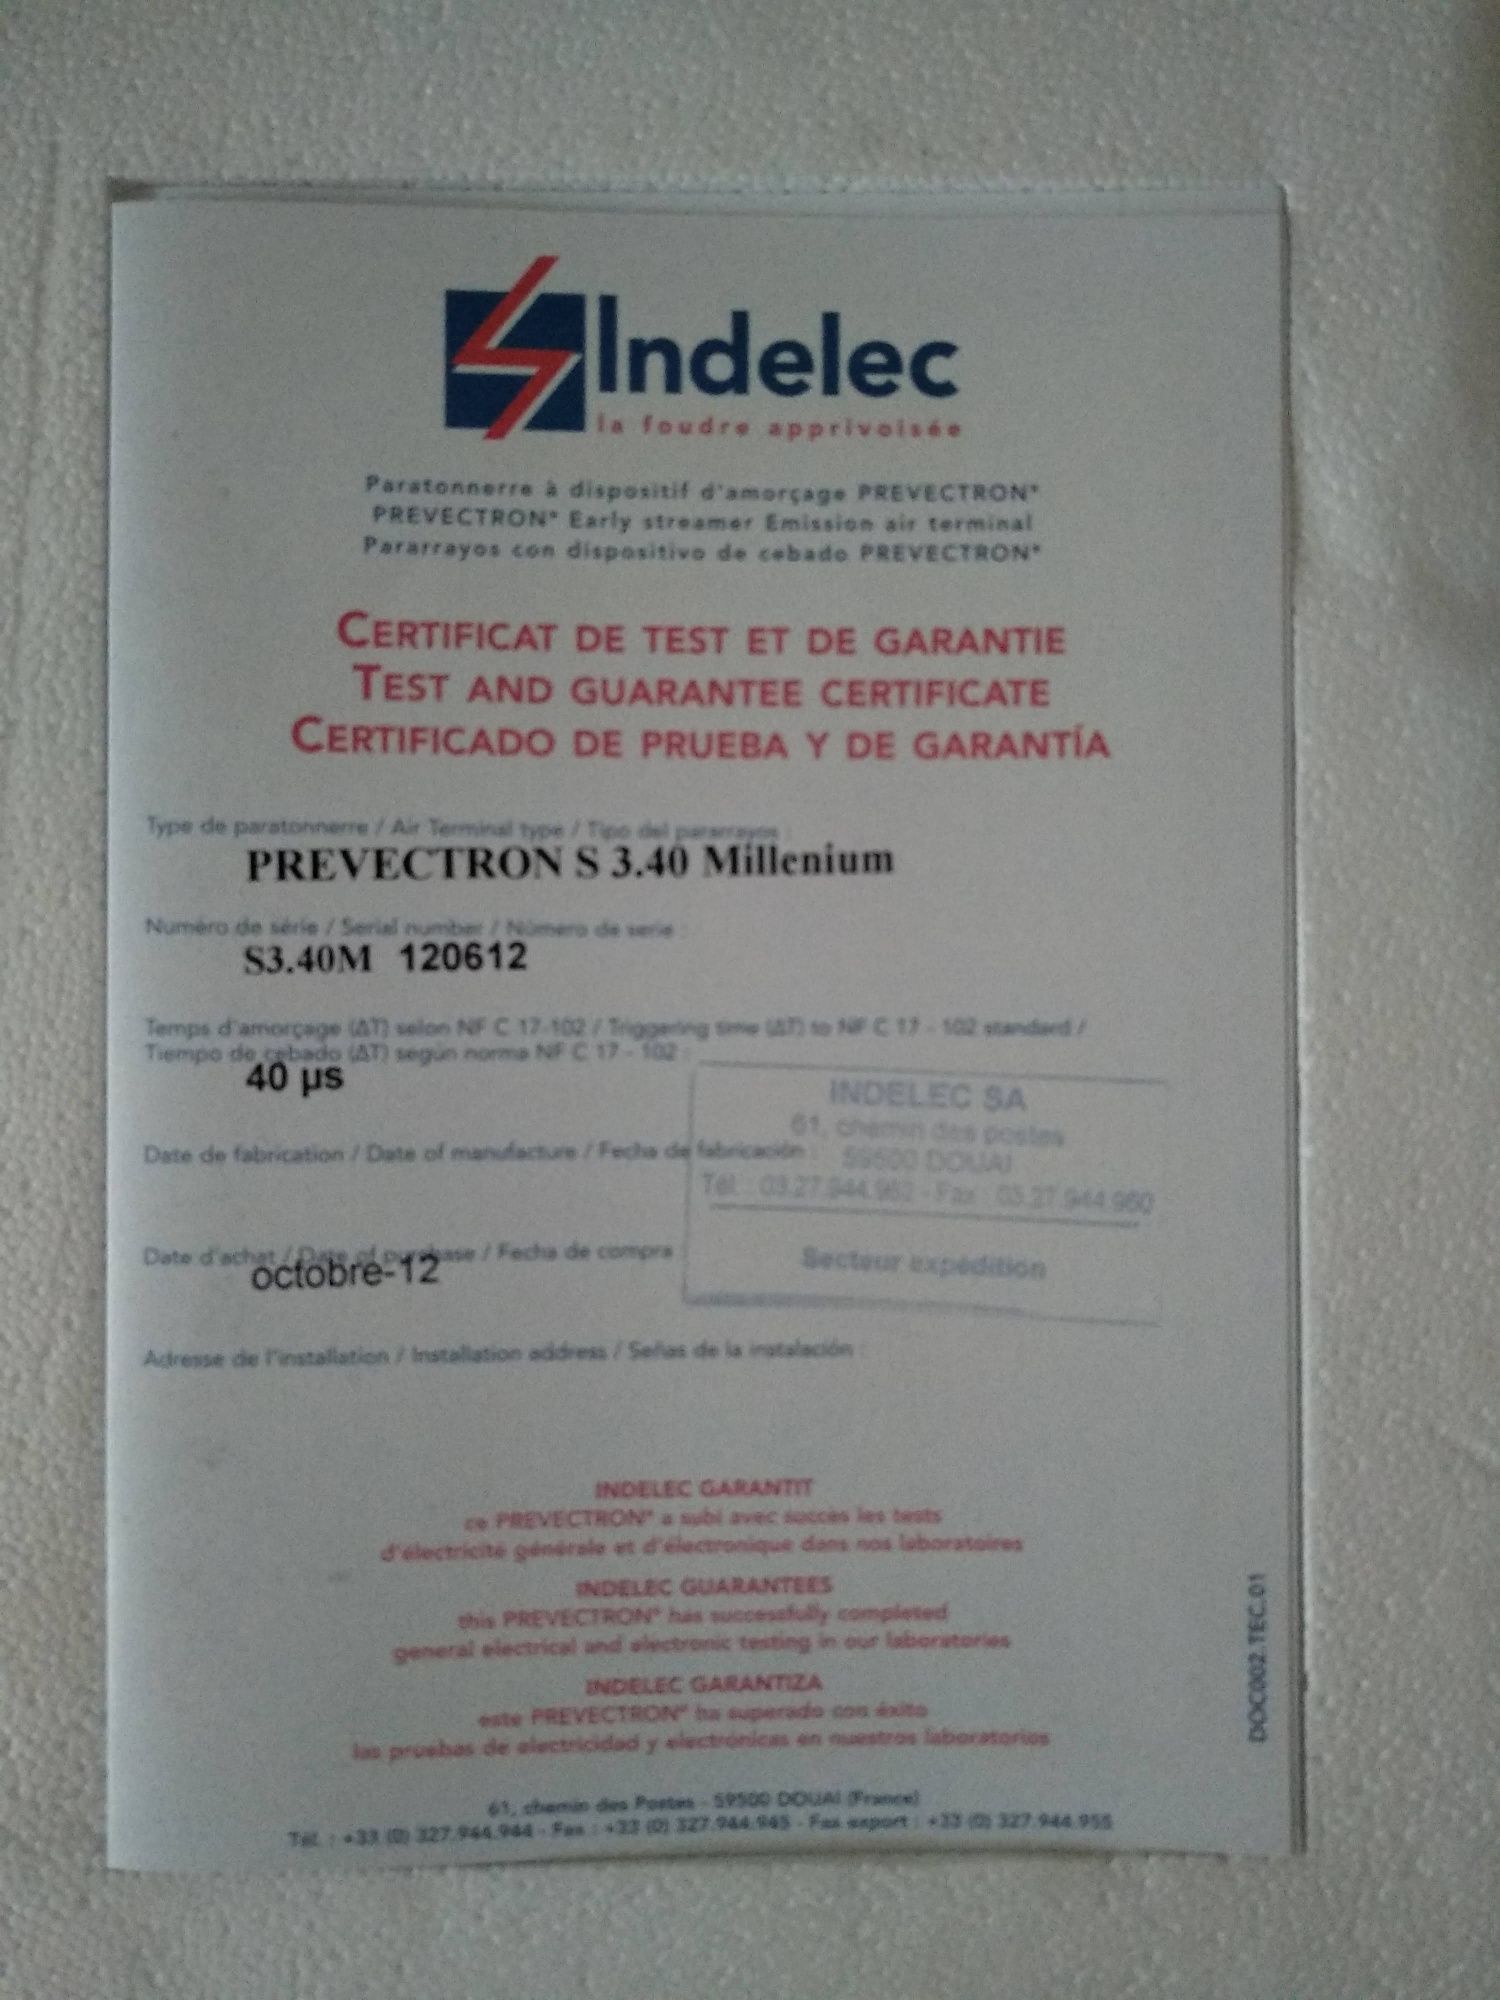 Indelec
la foudre apprivoisée
Paratonnerre à dispositif d'amorçage PREVECTRON®
PREVECTRON® Early streamer Emission air terminal
Pararrayos con dispositivo de cebado PREVECTRON®
CERTIFICAT DE TEST ET DE GARANTIE
TEST AND GUARANTEE CERTIFICATE
CERTIFICADO DE PRUEBA Y DE GARANTÍA
Type de paratonnerre / Air Terminal type / Tipo del pararrayos :
PREVECTRON S 3.40 Millenium
Numéro de série / Serial number / Número de serie :
S3.40M 120612
Temps d'amorçage (ΔT) selon NF C 17-102 / Triggering time (ΔT) to NF C 17 - 102 standard /
Tiempo de cebado (ΔT) según norma NF C 17 - 102 :
40 µs
INDELEC SA
61, chemin des postes
59500 DOUAI
Tél : 03.27.944.962 - Fax : 03.27.944.960
Secteur expédition
Date de fabrication / Date of manufacture / Fecha de fabricación :
Date d'achat / Date of purchase / Fecha de compra :
octobre-12
Adresse de l'installation / Installation address / Señas de la instalación :
INDELEC GARANTIT
ce PREVECTRON® a subi avec succès les tests
d'électricité générale et d'électronique dans nos laboratoires
INDELEC GUARANTEES
this PREVECTRON® has successfully completed
general electrical and electronic testing in our laboratories
INDELEC GARANTIZA
este PREVECTRON® ha superado con éxito
las pruebas de electricidad y electrónicas en nuestros laboratorios
61, chemin des Postes - 59500 DOUAI (France)
Tél. : +33 (0) 327.944.944 - Fax : +33 (0) 327.944.945 - Fax export : +33 (0) 327.944.955
DOC002.TEC.01